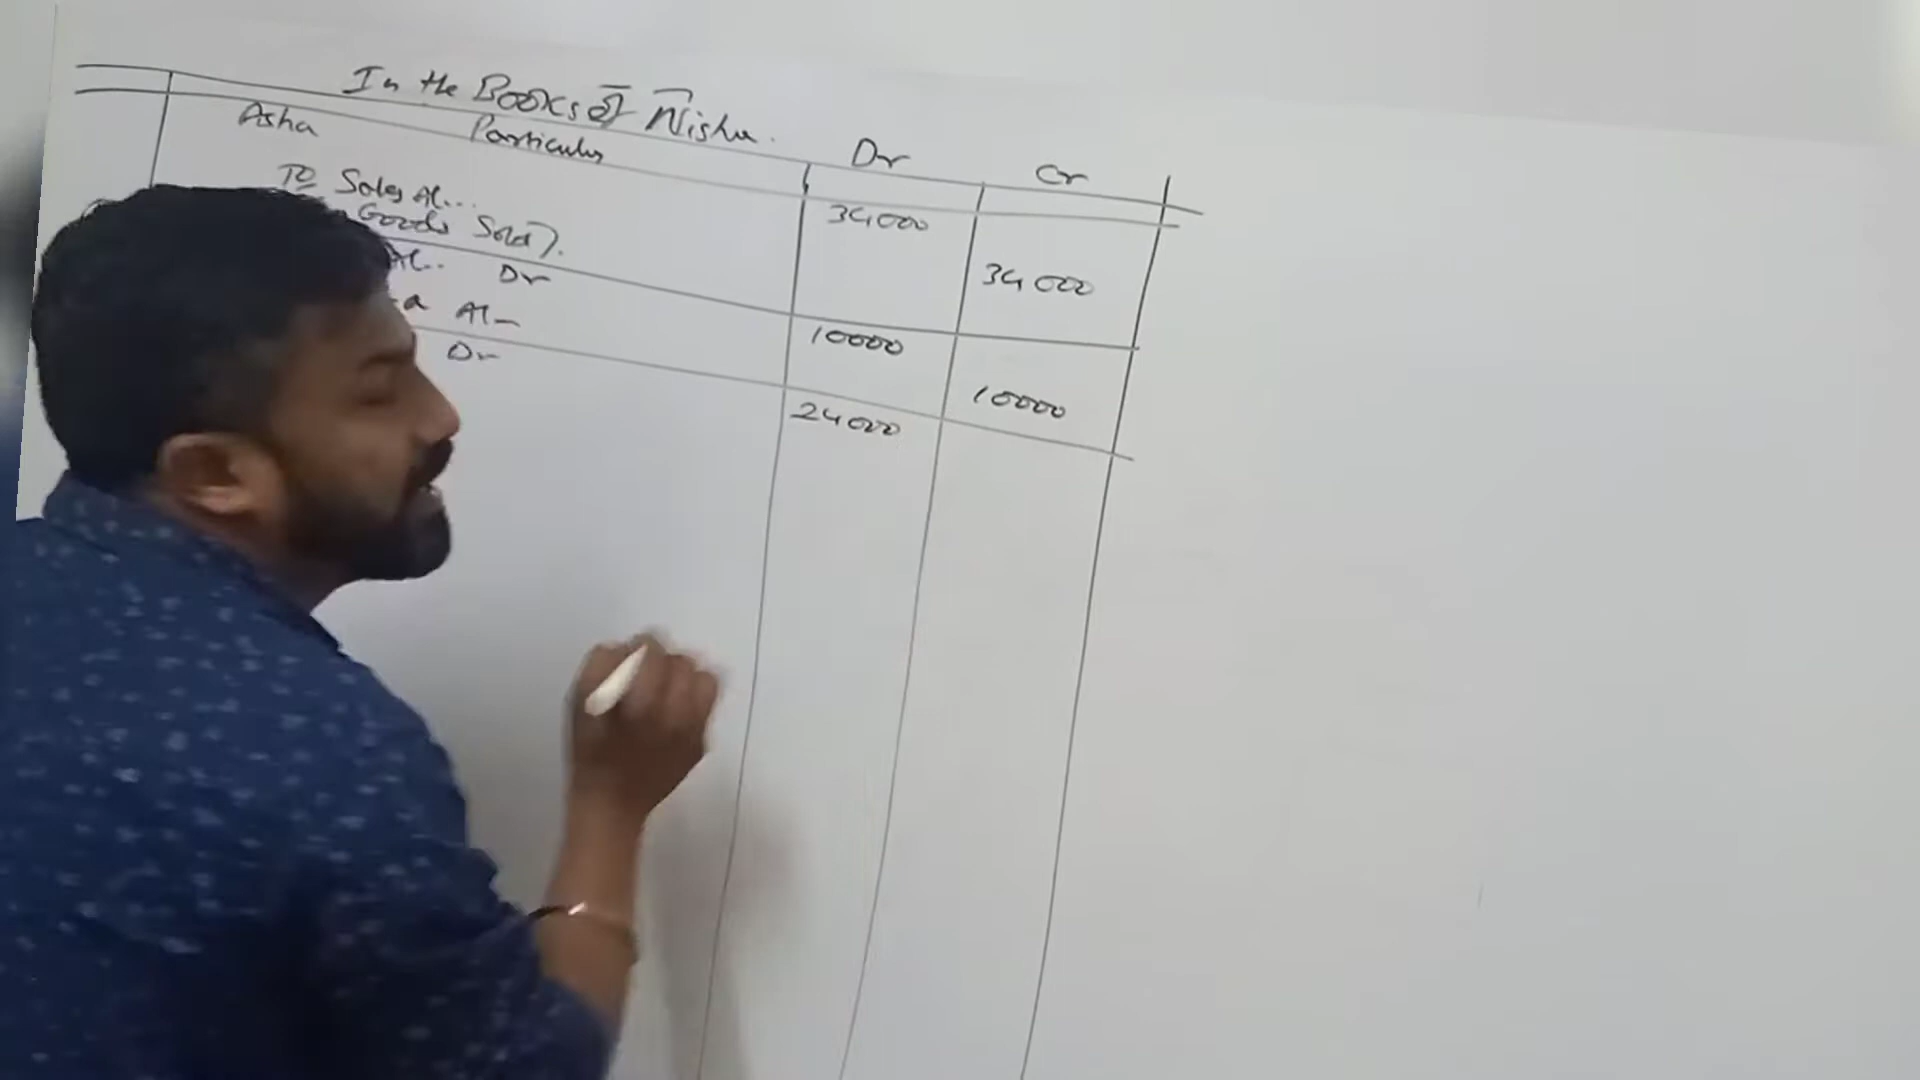 In the Books of Nisha.
Particulars Dr Cr
Asha 34000
To Sales A/c...
Goods Sold). 34000
A/c.. Dr 10000
a A/c- 10000
Dr 24000